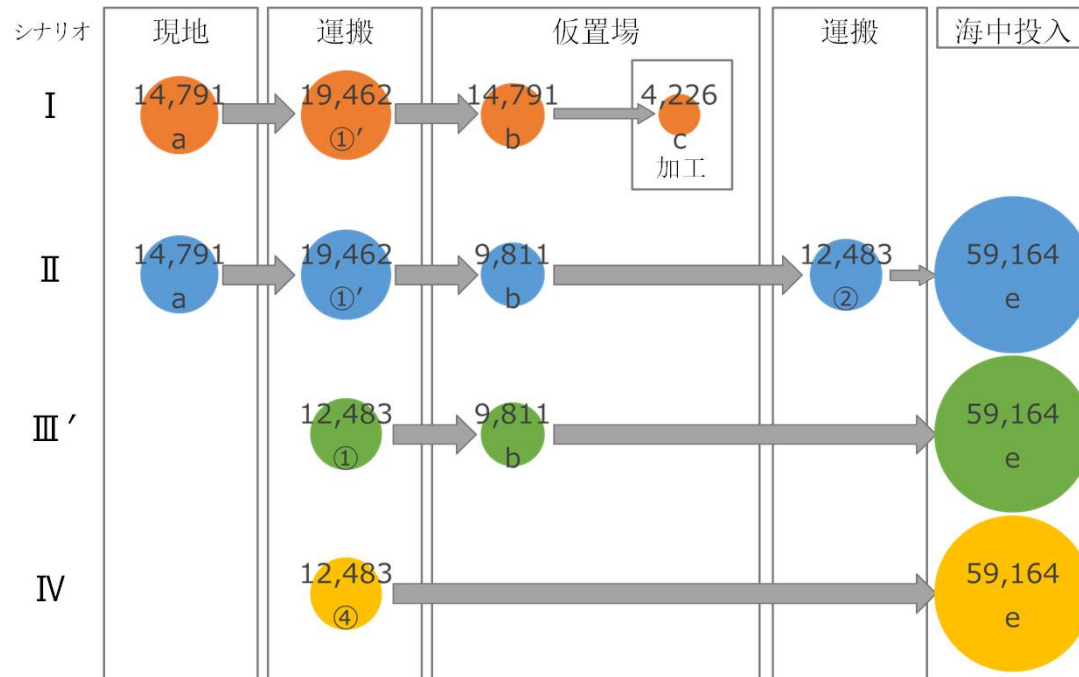 シナリオ 現地 運搬 仮置場 運搬 海中投入
Ⅰ 14,791 19,462 14,791 4,226
a ①′ b c
加工
Ⅱ 14,791 19,462 9,811 12,483 59,164
a ①′ b ② e
Ⅲ′ 12,483 9,811 59,164
① b e
Ⅳ 12,483 59,164
④ e